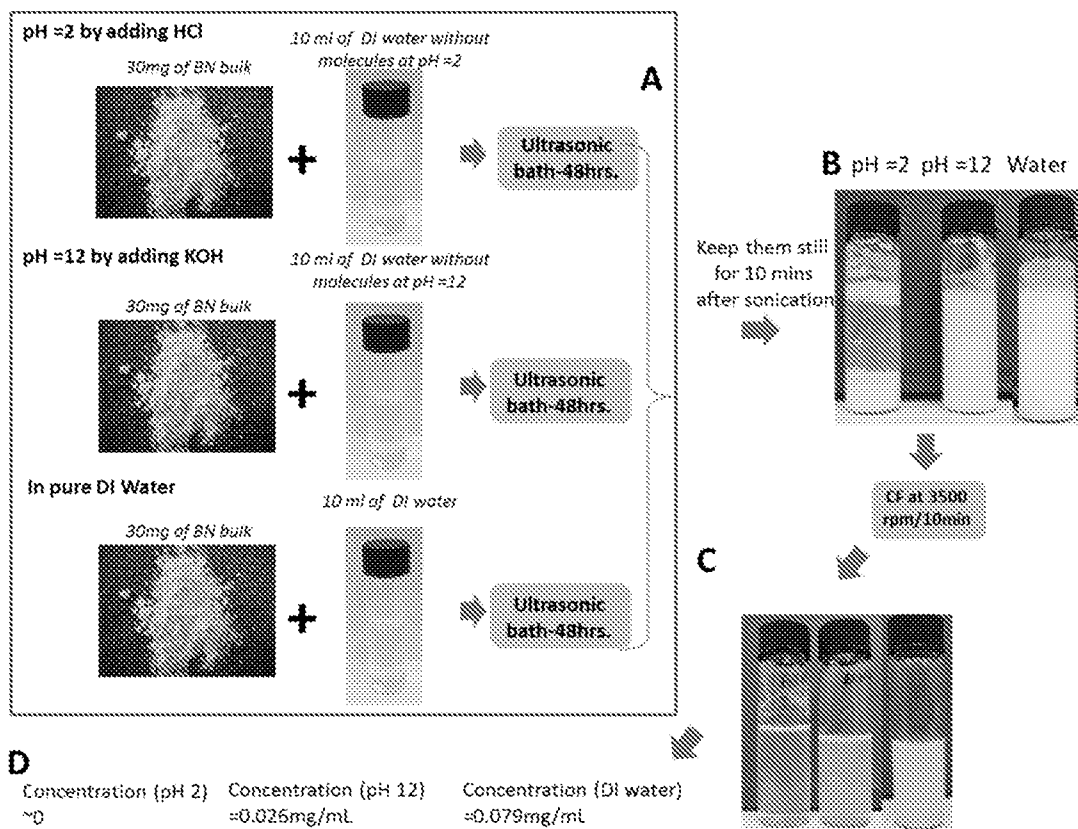 pH =2 by adding HCl
30mg of BN bulk
10 ml of DI water without
molecules at pH =2
A
Ultrasonic
bath-48hrs.
pH =12 by adding KOH
30mg of BN bulk
10 ml of DI water without
molecules at pH =12
Ultrasonic
bath-48hrs.
In pure DI Water
30mg of BN bulk
10 ml of DI water
Ultrasonic
bath-48hrs.
Keep them still
for 10 mins
after sonication
B
pH =2 pH =12 Water
CF at 3500
rpm/10min
C
D
Concentration (pH 2)
~0
Concentration (pH 12)
=0.026mg/mL
Concentration (DI water)
=0.079mg/mL